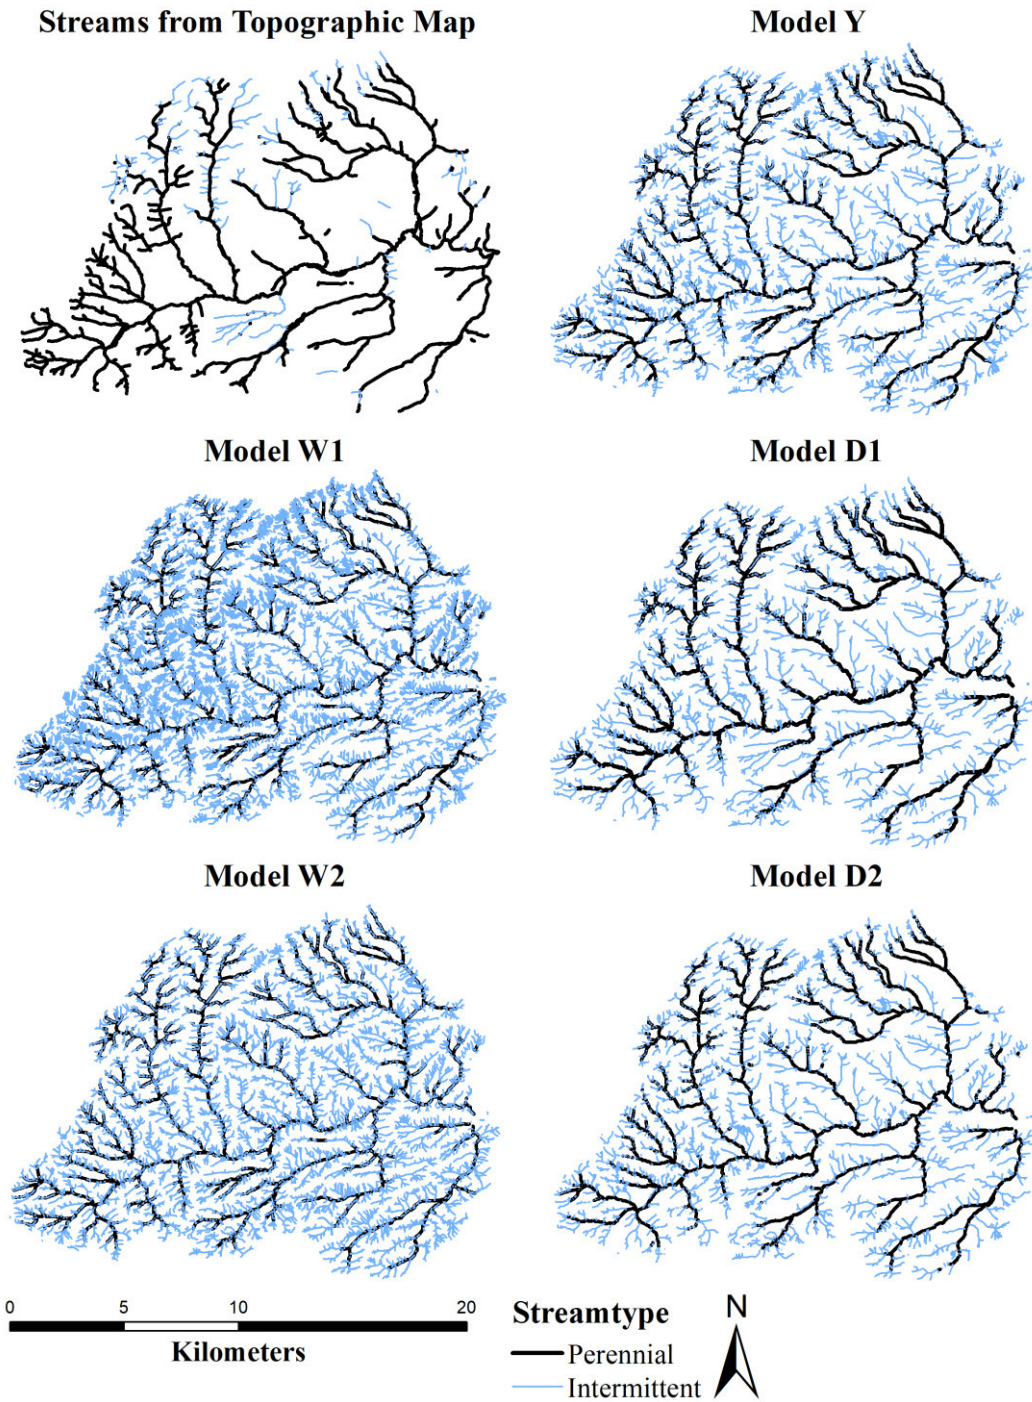 Streams from Topographic Map
Model Y
Model W1
Model D1
Model W2
Model D2
0 5 10 20
Kilometers
Streamtype
Perennial
Intermittent
N